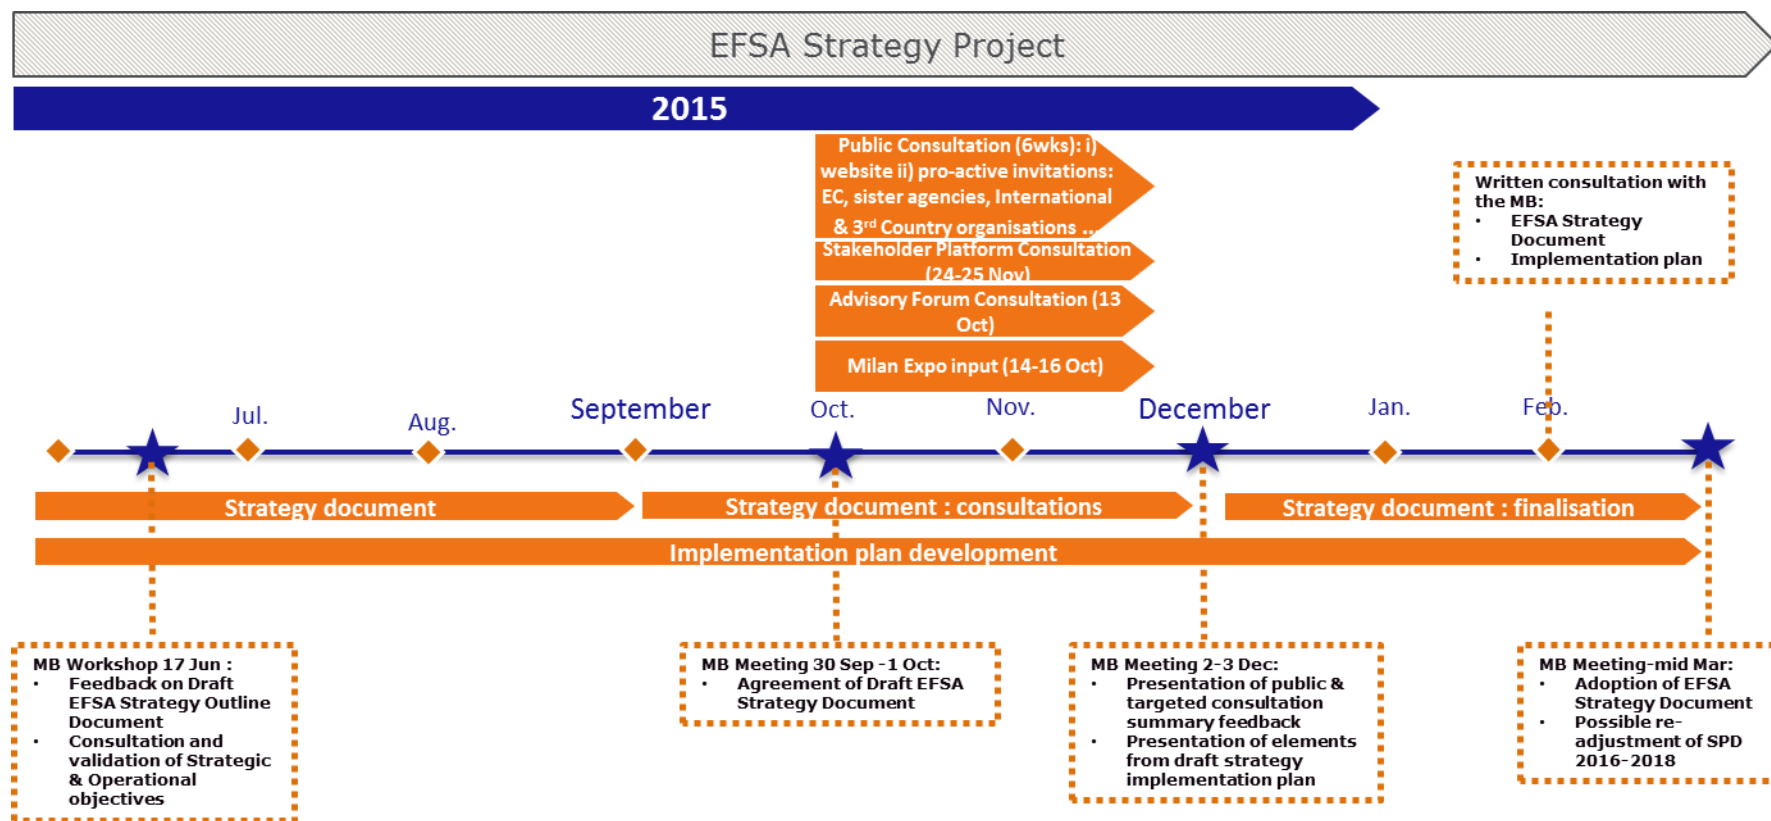 EFSA Strategy Project
2015
Public Consultation (6wks): i)
website ii) pro-active invitations:
EC, sister agencies, International
& 3rd Country organisations ...
Stakeholder Platform Consultation
(24-25 Nov)
Advisory Forum Consultation (13
Oct)
Milan Expo input (14-16 Oct)
Written consultation with
the MB:
• EFSA Strategy
Document
• Implementation plan
Jul.
Aug.
September
Oct.
Nov.
December
Jan.
Feb.
Strategy document
Strategy document : consultations
Strategy document : finalisation
Implementation plan development
MB Workshop 17 Jun :
• Feedback on Draft
EFSA Strategy Outline
Document
• Consultation and
validation of Strategic
& Operational
objectives
MB Meeting 30 Sep -1 Oct:
• Agreement of Draft EFSA
Strategy Document
MB Meeting 2-3 Dec:
• Presentation of public &
targeted consultation
summary feedback
• Presentation of elements
from draft strategy
implementation plan
MB Meeting-mid Mar:
• Adoption of EFSA
Strategy Document
• Possible re-
adjustment of SPD
2016-2018